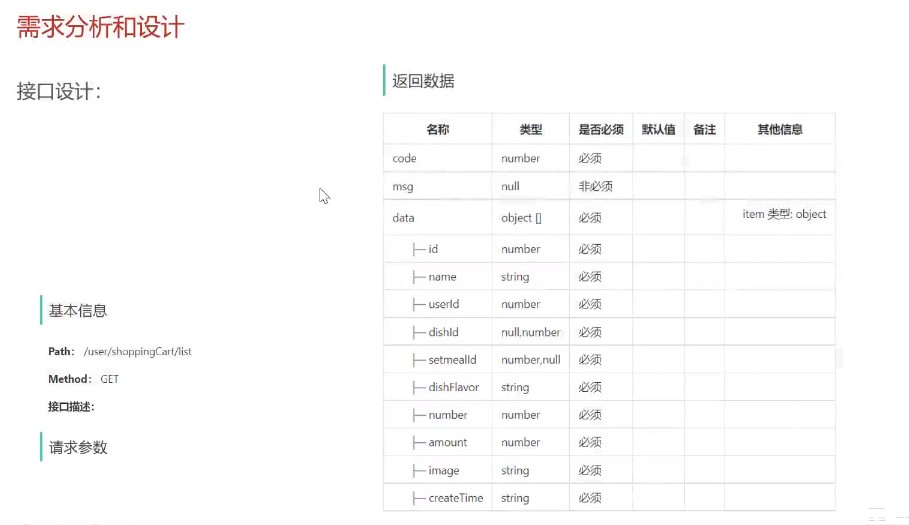 需求分析和设计
接口设计：
基本信息
Path： /user/shoppingCart/list
Method： GET
接口描述：
请求参数
返回数据
名称 类型 是否必须 默认值 备注 其他信息
code number 必须
msg null 非必须
data object [] 必须 item 类型: object
├─ id number 必须
├─ name string 必须
├─ userId number 必须
├─ dishId null,number 必须
├─ setmealId number,null 必须
├─ dishFlavor string 必须
├─ number number 必须
├─ amount number 必须
├─ image string 必须
├─ createTime string 必须